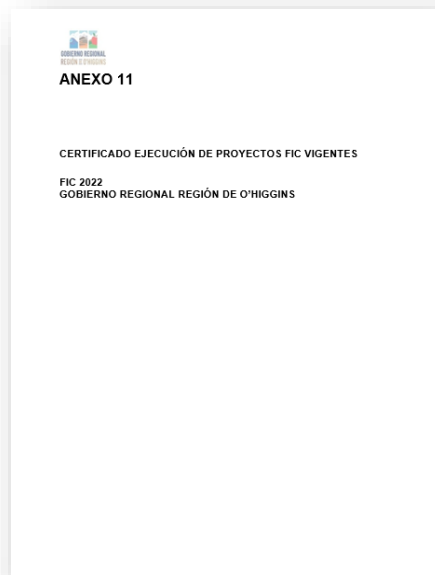 GOBIERNO REGIONAL
REGIÓN O'HIGGINS
ANEXO 11
CERTIFICADO EJECUCIÓN DE PROYECTOS FIC VIGENTES
FIC 2022
GOBIERNO REGIONAL REGIÓN DE O'HIGGINS